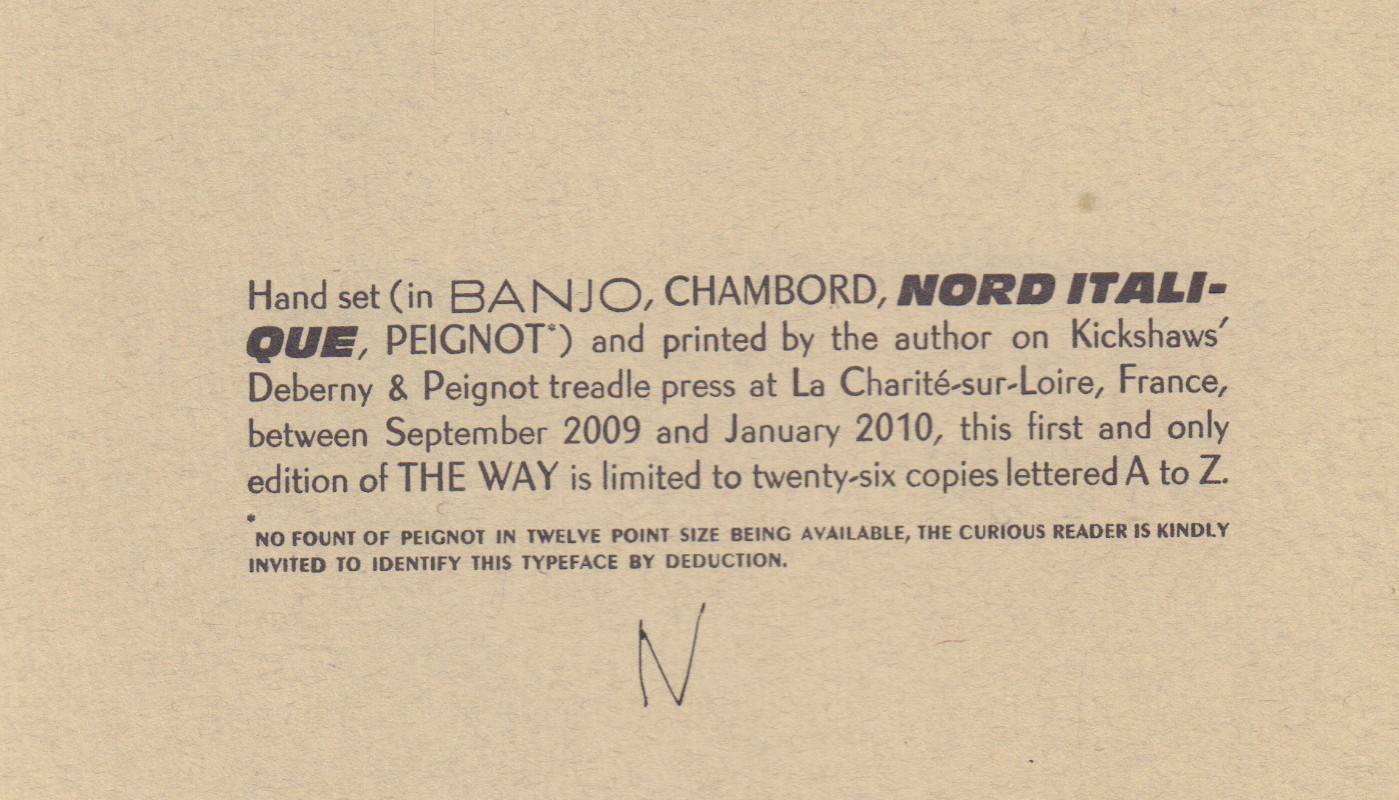 Hand set (in BANJO, CHAMBORD, NORD ITALI-
QUE, PEIGNOT*) and printed by the author on Kickshaws'
Deberny & Peignot treadle press at La Charité-sur-Loire, France,
between September 2009 and January 2010, this first and only
edition of THE WAY is limited to twenty-six copies lettered A to Z.
*NO FOUNT OF PEIGNOT IN TWELVE POINT SIZE BEING AVAILABLE, THE CURIOUS READER IS KINDLY
INVITED TO IDENTIFY THIS TYPEFACE BY DEDUCTION.
N